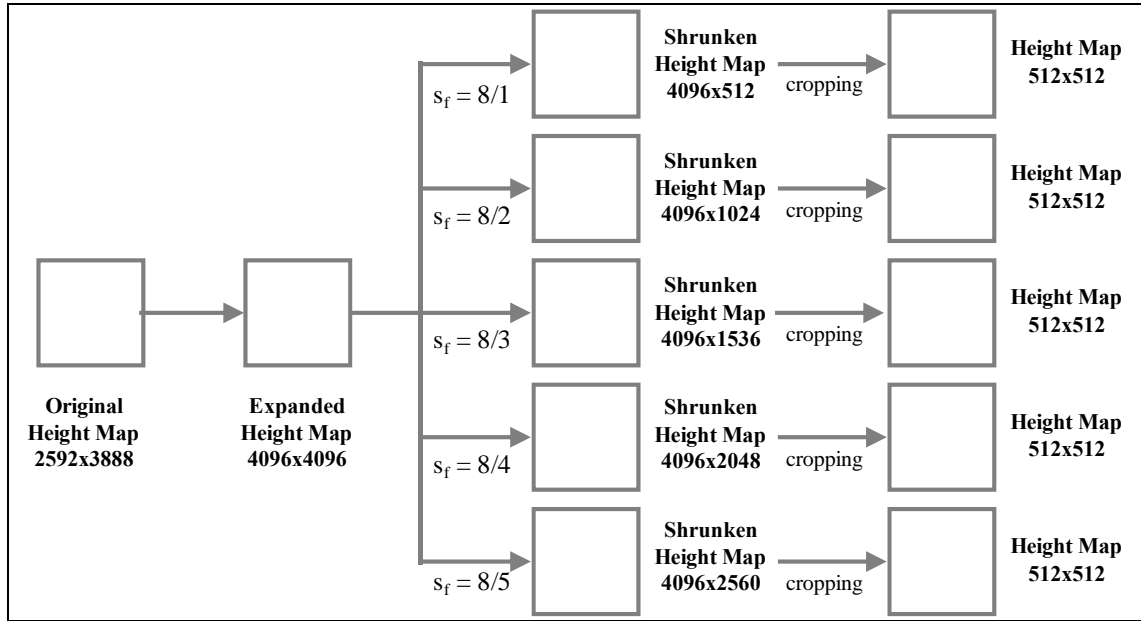 Original
Height Map
2592x3888
Expanded
Height Map
4096x4096
s_f = 8/1
Shrunken
Height Map
4096x512
cropping
Height Map
512x512
s_f = 8/2
Shrunken
Height Map
4096x1024
cropping
Height Map
512x512
s_f = 8/3
Shrunken
Height Map
4096x1536
cropping
Height Map
512x512
s_f = 8/4
Shrunken
Height Map
4096x2048
cropping
Height Map
512x512
s_f = 8/5
Shrunken
Height Map
4096x2560
cropping
Height Map
512x512